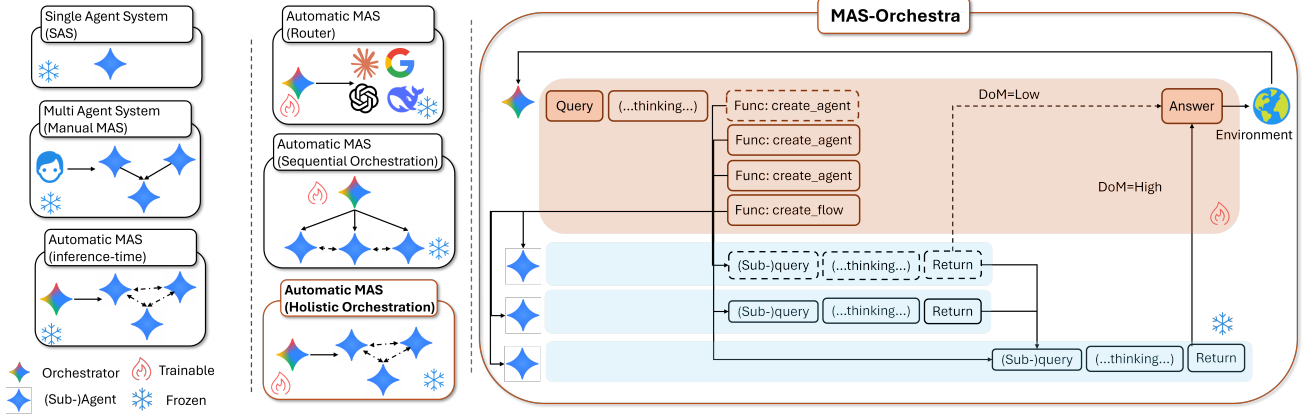 Single Agent System
(SAS)
Multi Agent System
(Manual MAS)
Automatic MAS
(inference-time)
Orchestrator
Trainable
(Sub-)Agent
Frozen
Automatic MAS
(Router)
Automatic MAS
(Sequential Orchestration)
Automatic MAS
(Holistic Orchestration)
MAS-Orchestra
Query
(...thinking...)
Func: create_agent
Func: create_agent
Func: create_agent
Func: create_flow
DoM=Low
DoM=High
Answer
Environment
(Sub-)query
(...thinking...)
Return
(Sub-)query
(...thinking...)
Return
(Sub-)query
(...thinking...)
Return